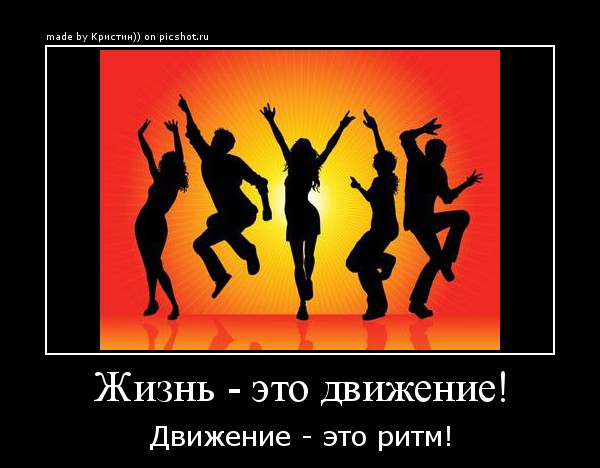 made by Кристин)) on picshot.ru
Жизнь - это движение!
Движение - это ритм!